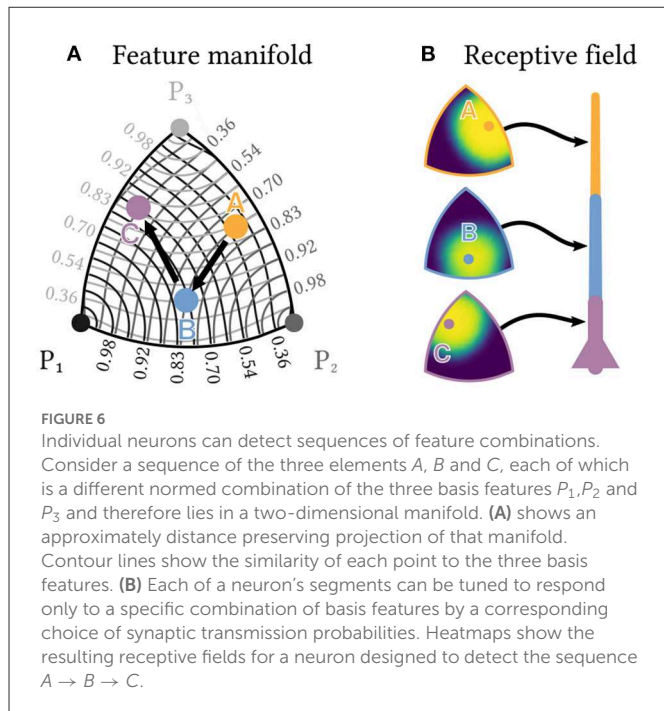 A Feature manifold
B Receptive field
P3
0.98
0.92
0.83
0.70
0.54
0.36
0.36
0.54
0.70
0.83
0.92
0.98
A
C
B
P1
P2
0.98
0.92
0.83
0.70
0.54
0.36
A
B
C
FIGURE 6
Individual neurons can detect sequences of feature combinations.
Consider a sequence of the three elements A, B and C, each of which
is a different normed combination of the three basis features P1,P2 and
P3 and therefore lies in a two-dimensional manifold. (A) shows an
approximately distance preserving projection of that manifold.
Contour lines show the similarity of each point to the three basis
features. (B) Each of a neuron’s segments can be tuned to respond
only to a specific combination of basis features by a corresponding
choice of synaptic transmission probabilities. Heatmaps show the
resulting receptive fields for a neuron designed to detect the sequence
A → B → C.